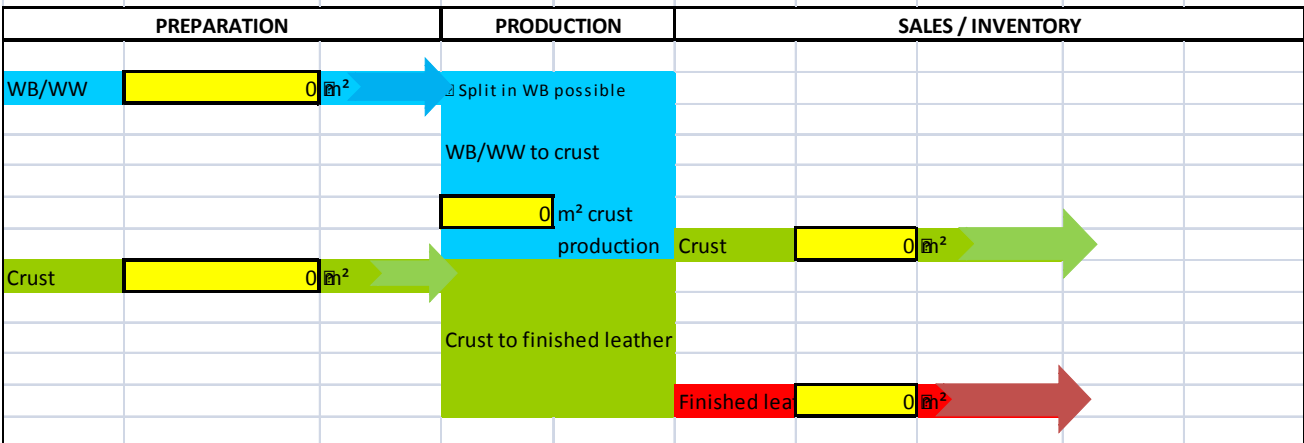 PREPARATION PRODUCTION SALES / INVENTORY
WB/WW 0 m² Split in WB possible
WB/WW to crust
0 m² crust
production Crust 0 m²
Crust 0 m²
Crust to finished leather
Finished lea 0 m²